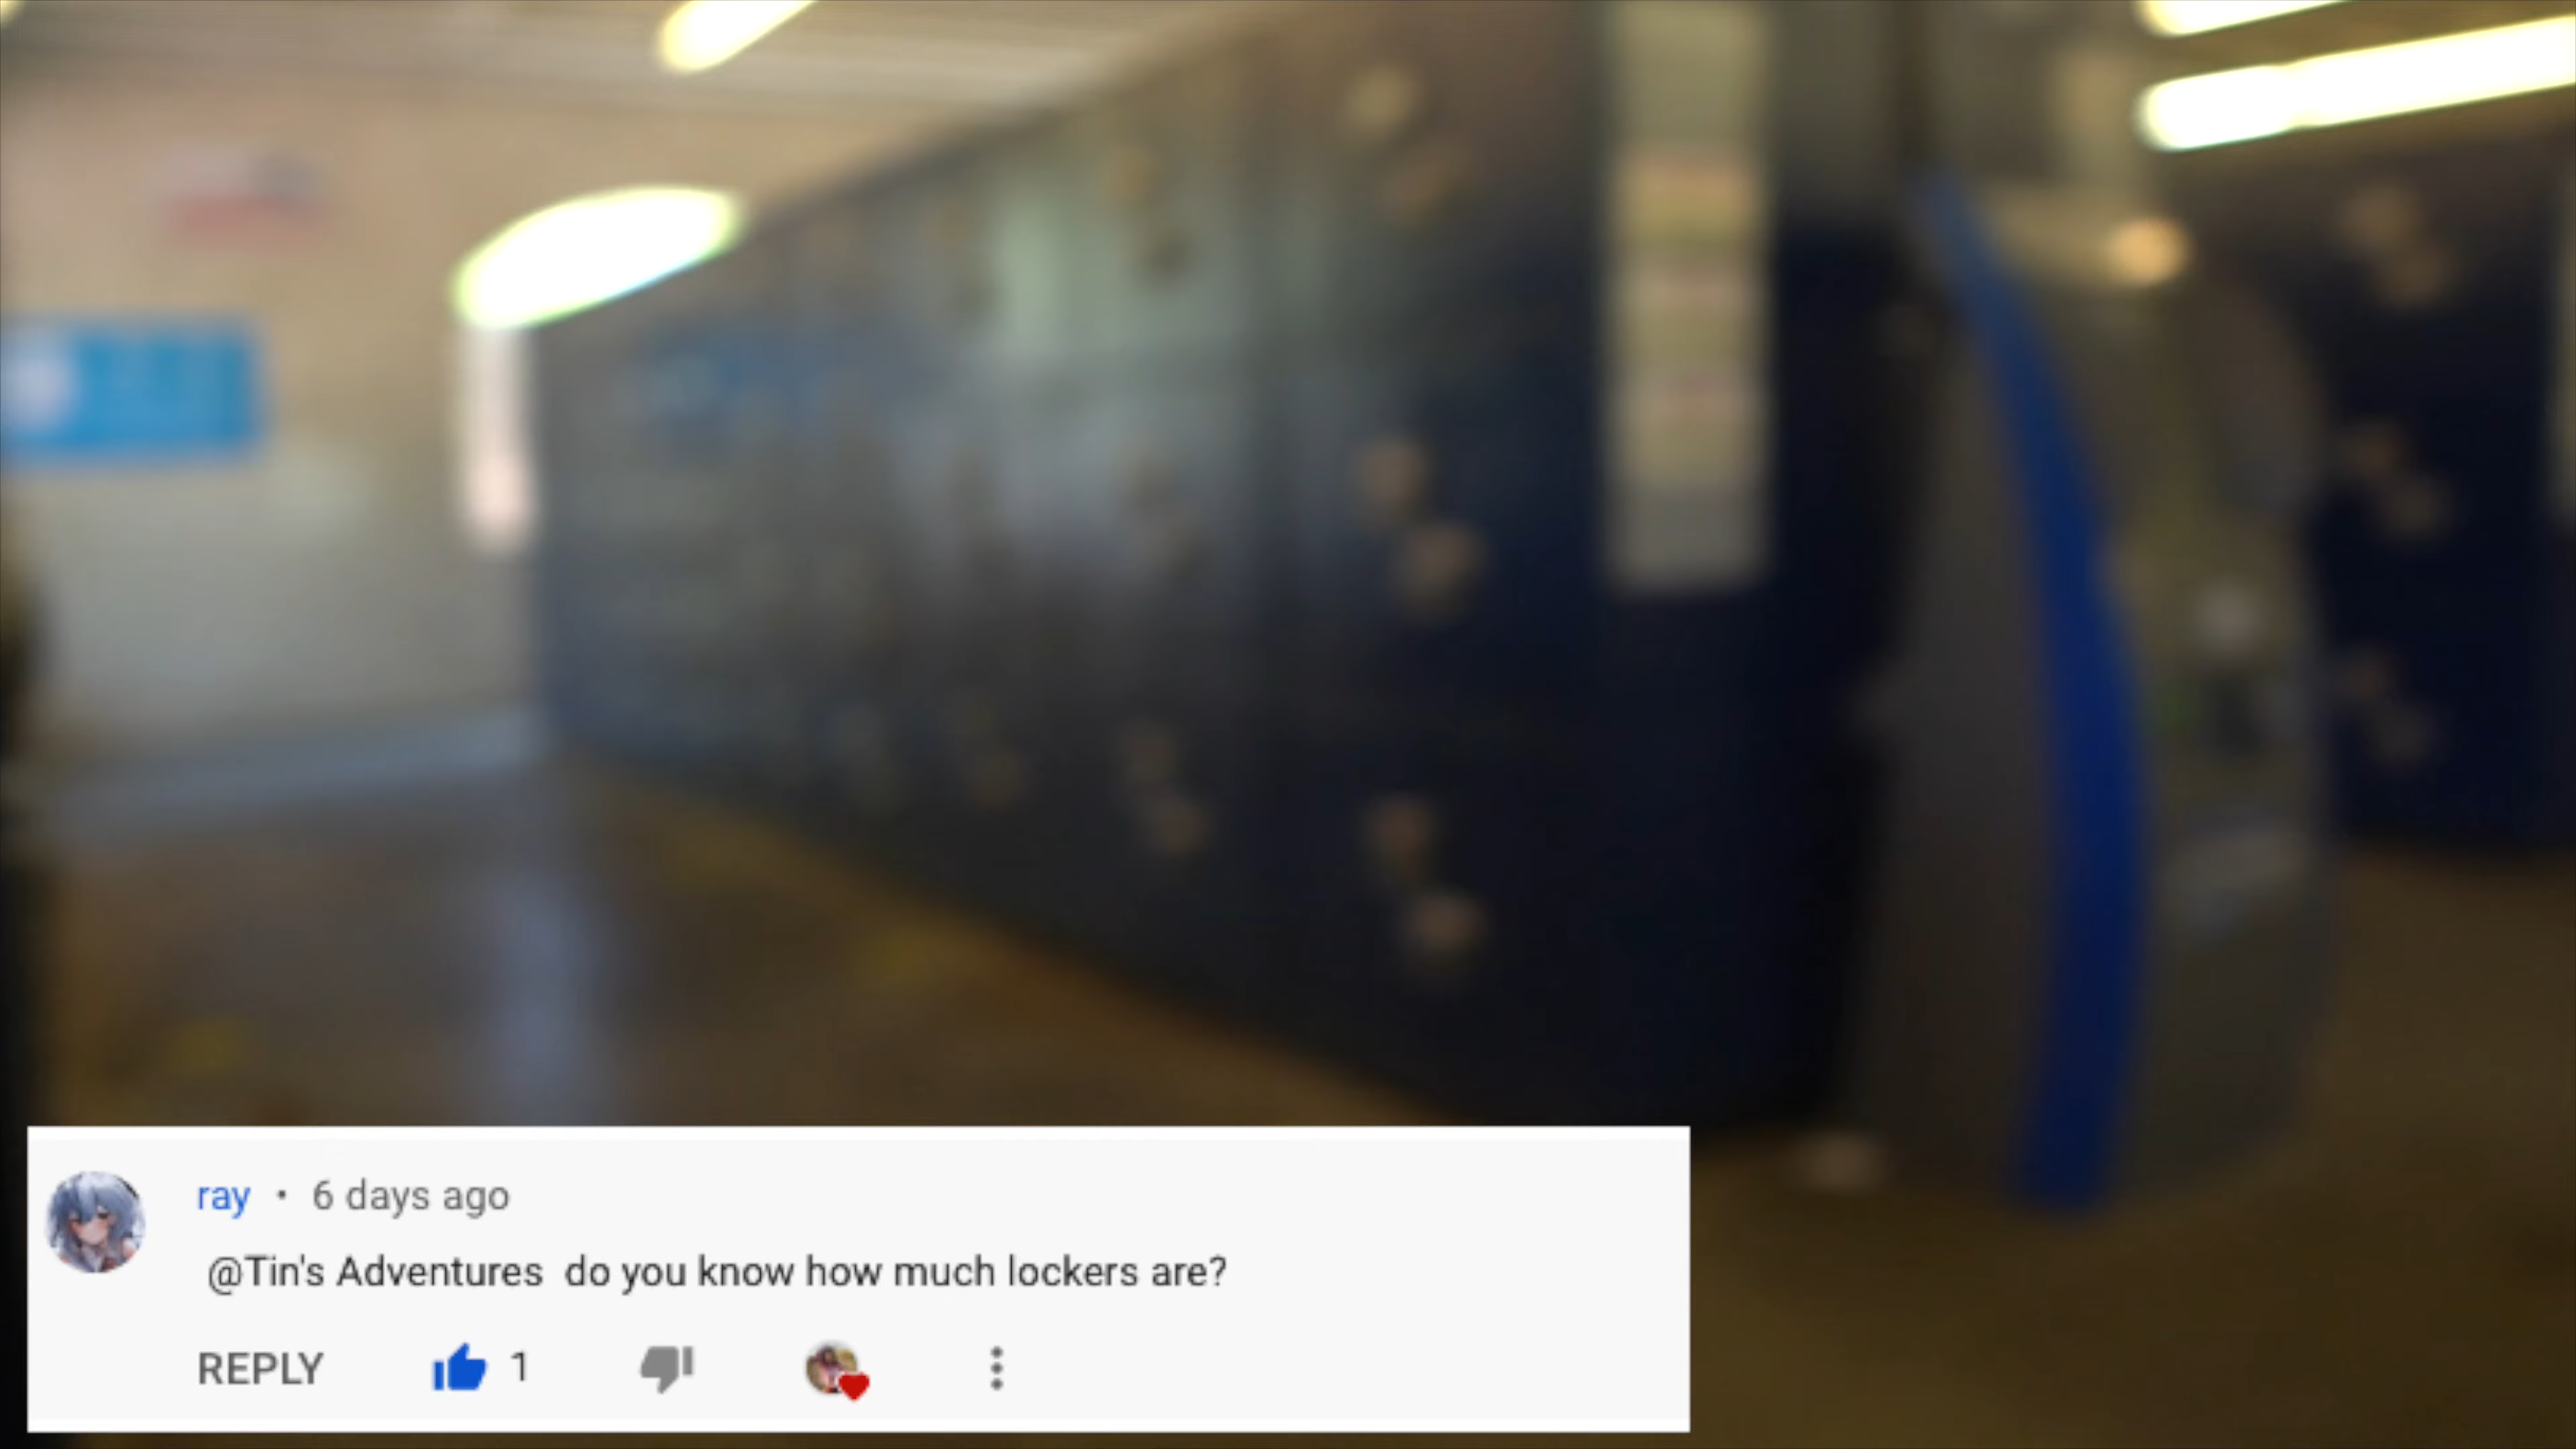 ray • 6 days ago
@Tin's Adventures do you know how much lockers are?
REPLY 1